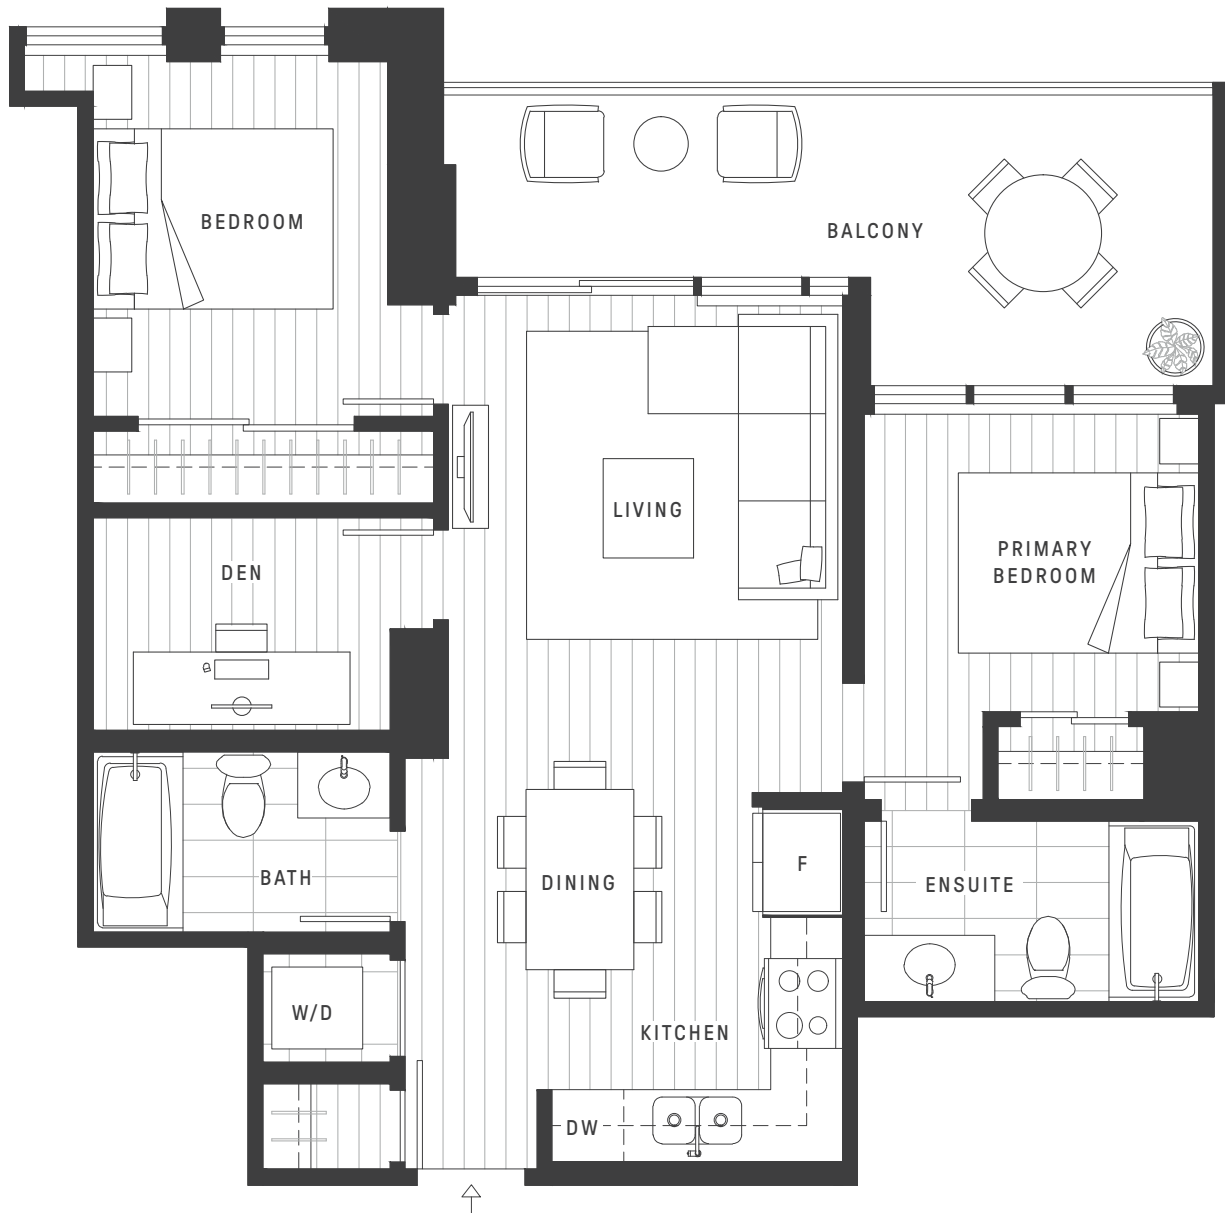 BEDROOM
BALCONY
LIVING
DEN
PRIMARY
BEDROOM
BATH
DINING
F
ENSUITE
W/D
KITCHEN
DW